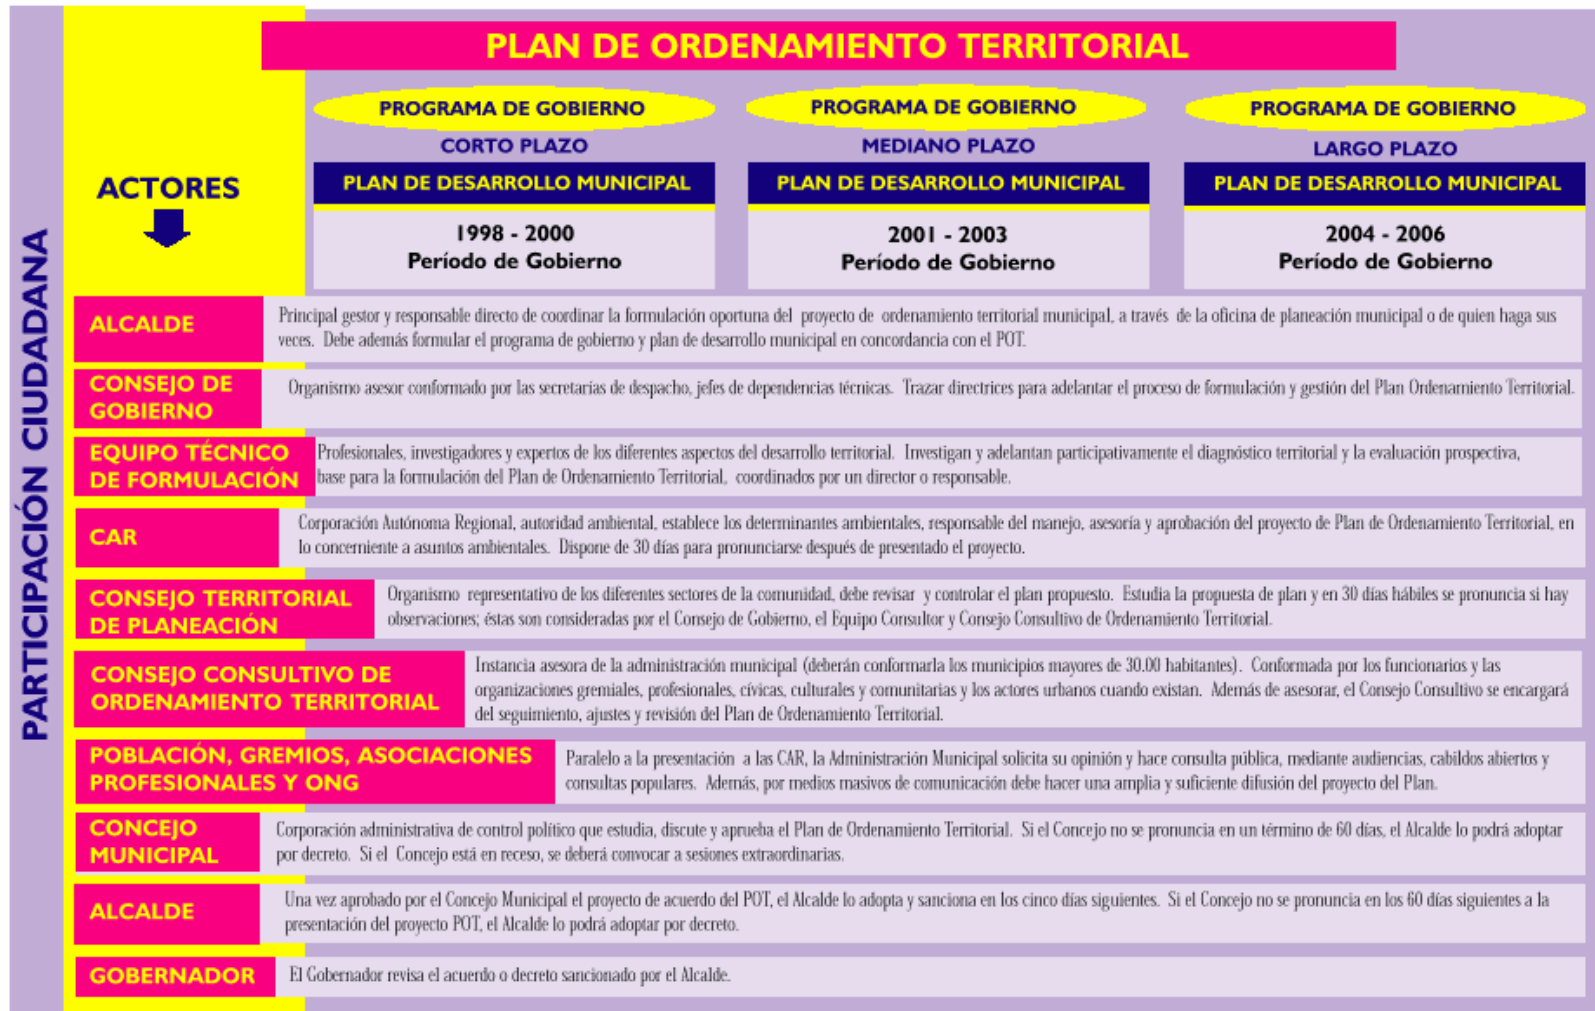 PLAN DE ORDENAMIENTO TERRITORIAL
PROGRAMA DE GOBIERNO
CORTO PLAZO
PLAN DE DESARROLLO MUNICIPAL
1998 - 2000
Período de Gobierno
PROGRAMA DE GOBIERNO
MEDIANO PLAZO
PLAN DE DESARROLLO MUNICIPAL
2001 - 2003
Período de Gobierno
PROGRAMA DE GOBIERNO
LARGO PLAZO
PLAN DE DESARROLLO MUNICIPAL
2004 - 2006
Período de Gobierno
PARTICIPACIÓN CIUDADANA
ACTORES
ALCALDE
Principal gestor y responsable directo de coordinar la formulación oportuna del proyecto de ordenamiento territorial municipal, a través de la oficina de planeación municipal o de quien haga sus
veces. Debe además formular el programa de gobierno y plan de desarrollo municipal en concordancia con el POT.
CONSEJO DE
GOBIERNO
Organismo asesor conformado por las secretarías de despacho, jefes de dependencias técnicas. Trazar directrices para adelantar el proceso de formulación y gestión del Plan Ordenamiento Territorial.
EQUIPO TÉCNICO
DE FORMULACIÓN
Profesionales, investigadores y expertos de los diferentes aspectos del desarrollo territorial. Investigan y adelantan participativamente el diagnóstico territorial y la evaluación prospectiva,
base para la formulación del Plan de Ordenamiento Territorial, coordinados por un director o responsable.
CAR
Corporación Autónoma Regional, autoridad ambiental, establece los determinantes ambientales, responsable del manejo, asesoría y aprobación del proyecto de Plan de Ordenamiento Territorial, en
lo concerniente a asuntos ambientales. Dispone de 30 días para pronunciarse después de presentado el proyecto.
CONSEJO TERRITORIAL
DE PLANEACIÓN
Organismo representativo de los diferentes sectores de la comunidad, debe revisar y controlar el plan propuesto. Estudia la propuesta de plan y en 30 días hábiles se pronuncia si hay
observaciones; éstas son consideradas por el Consejo de Gobierno, el Equipo Consultor y Consejo Consultivo de Ordenamiento Territorial.
CONSEJO CONSULTIVO DE
ORDENAMIENTO TERRITORIAL
Instancia asesora de la administración municipal (deberán conformarla los municipios mayores de 30.00 habitantes). Conformada por los funcionarios y las
organizaciones gremiales, profesionales, cívicas, culturales y comunitarias y los actores urbanos cuando existan. Además de asesorar, el Consejo Consultivo se encargará
del seguimiento, ajustes y revisión del Plan de Ordenamiento Territorial.
POBLACIÓN, GREMIOS, ASOCIACIONES
PROFESIONALES Y ONG
Paralelo a la presentación a las CAR, la Administración Municipal solicita su opinión y hace consulta pública, mediante audiencias, cabildos abiertos y
consultas populares. Además, por medios masivos de comunicación debe hacer una amplia y suficiente difusión del proyecto del Plan.
CONCEJO
MUNICIPAL
Corporación administrativa de control político que estudia, discute y aprueba el Plan de Ordenamiento Territorial. Si el Concejo no se pronuncia en un término de 60 días, el Alcalde lo podrá adoptar
por decreto. Si el Concejo está en receso, se deberá convocar a sesiones extraordinarias.
ALCALDE
Una vez aprobado por el Concejo Municipal el proyecto de acuerdo del POT, el Alcalde lo adopta y sanciona en los cinco días siguientes. Si el Concejo no se pronuncia en los 60 días siguientes a la
presentación del proyecto POT, el Alcalde lo podrá adoptar por decreto.
GOBERNADOR
El Gobernador revisa el acuerdo o decreto sancionado por el Alcalde.